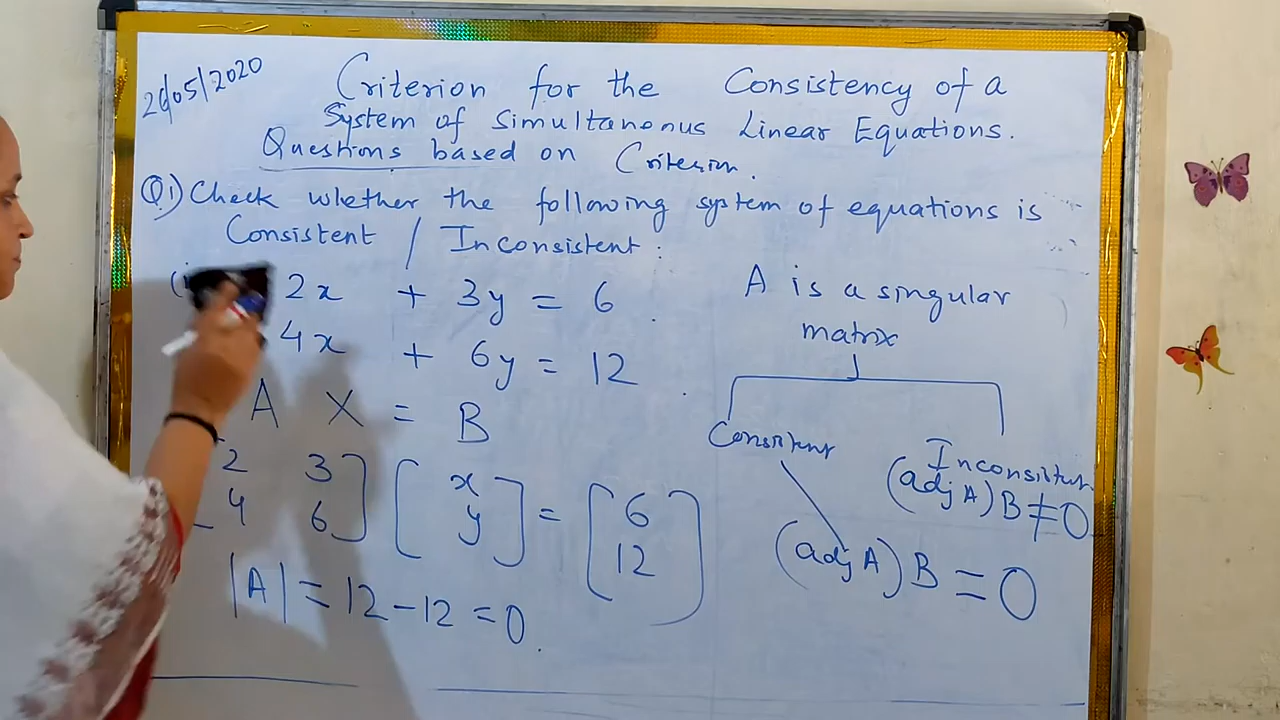 26/05/2020
Criterion for the Consistency of a
System of Simultanenus Linear Equations.
Questions based on Criterion.
Q1) Check whether the following system of equations is
Consistent / Inconsistent :
2x + 3y = 6
4x + 6y = 12
A X = B
2 3 ] [ x ] = [ 6 ]
4 6 ] [ y ] = [ 12 ]
|A| = 12 - 12 = 0.
A is a singular
matrix
Consistent
Inconsistent
(adj A) B ≠ 0
(adj A) B = 0